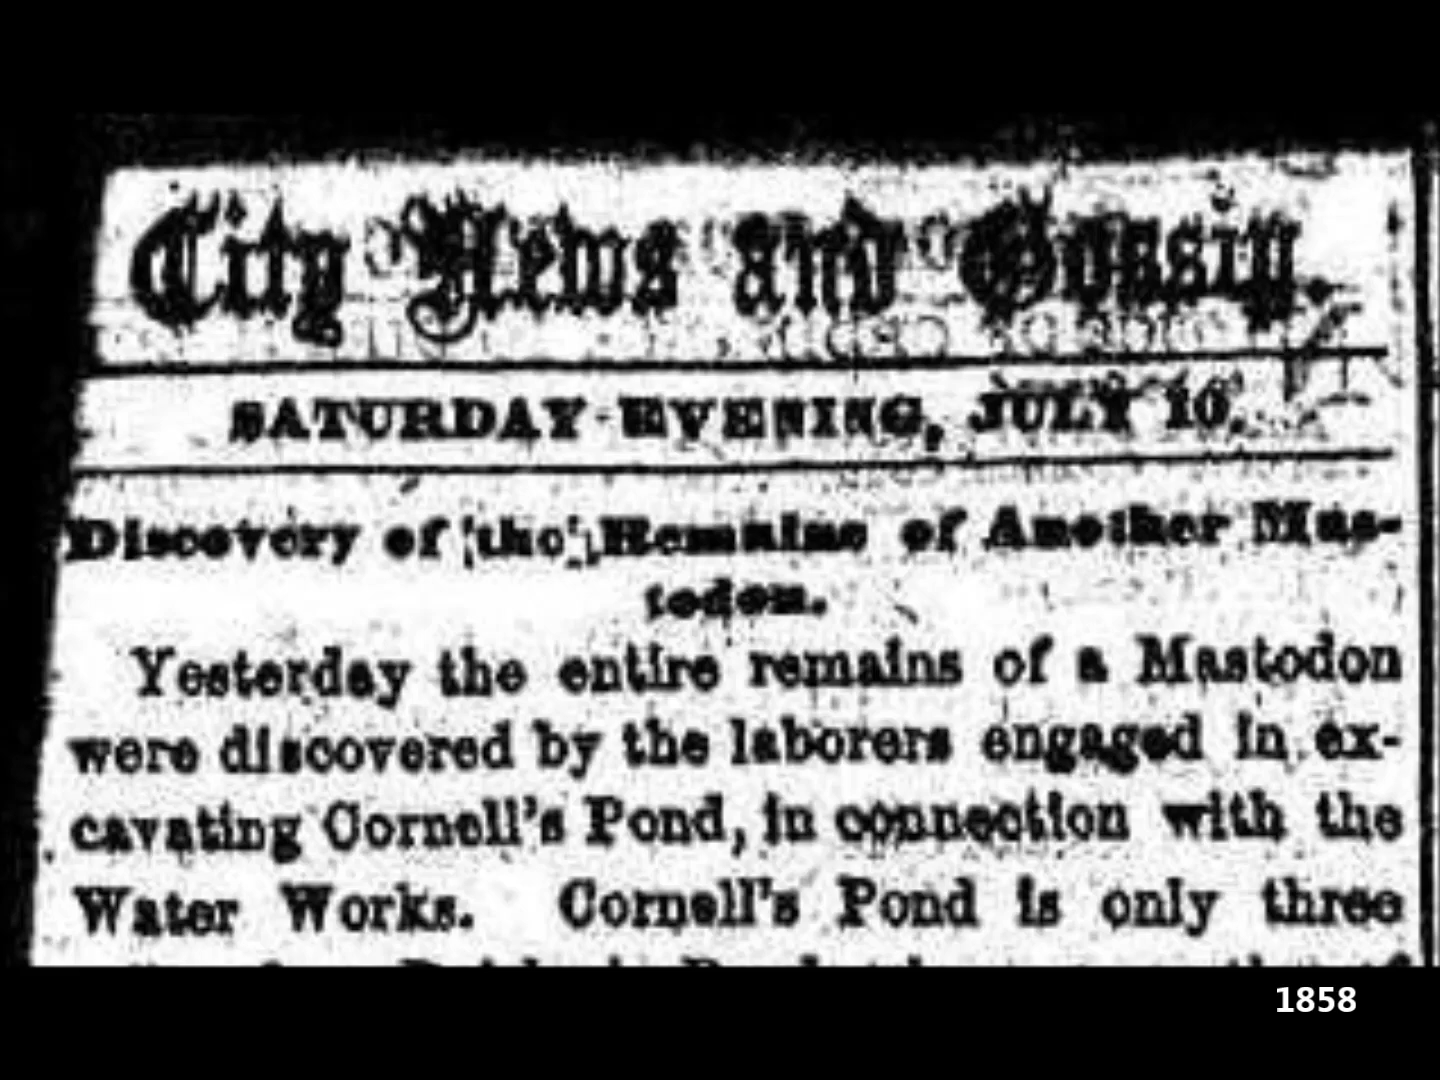 City News and Gossip.
SATURDAY EVENING, JULY 10.
Discovery of the Remains of Another Mas-
todon.
Yesterday the entire remains of a Mastodon
were discovered by the laborers engaged in ex-
cavating Cornell's Pond, in connection with the
Water Works. Cornell's Pond is only three
1858